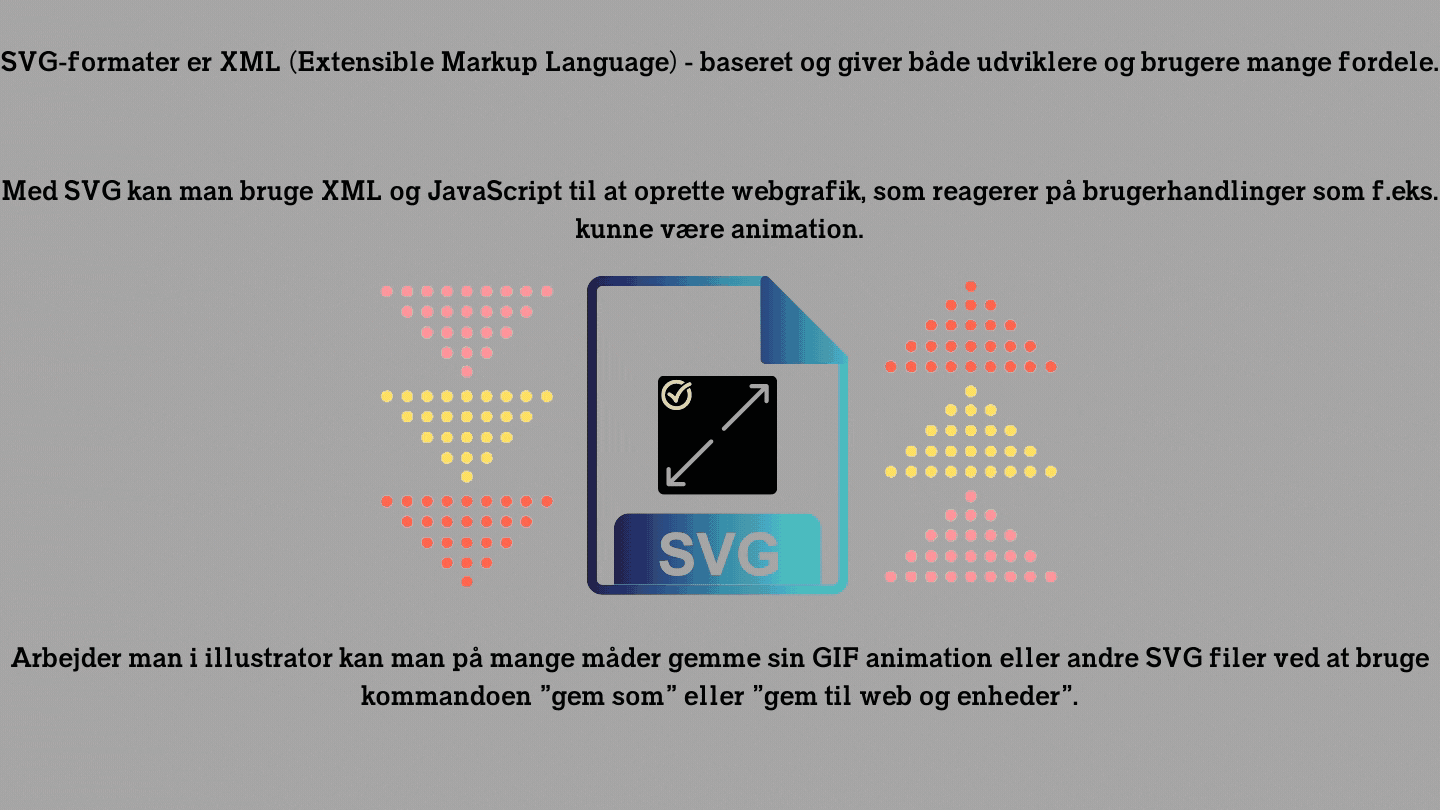 SVG-formater er XML (Extensible Markup Language) - baseret og giver både udviklere og brugere mange fordele.
Med SVG kan man bruge XML og JavaScript til at oprette webgrafik, som reagerer på brugerhandlinger som f.eks.
kunne være animation.
SVG
Arbejder man i illustrator kan man på mange måder gemme sin GIF animation eller andre SVG filer ved at bruge
kommandoen ”gem som” eller ”gem til web og enheder”.